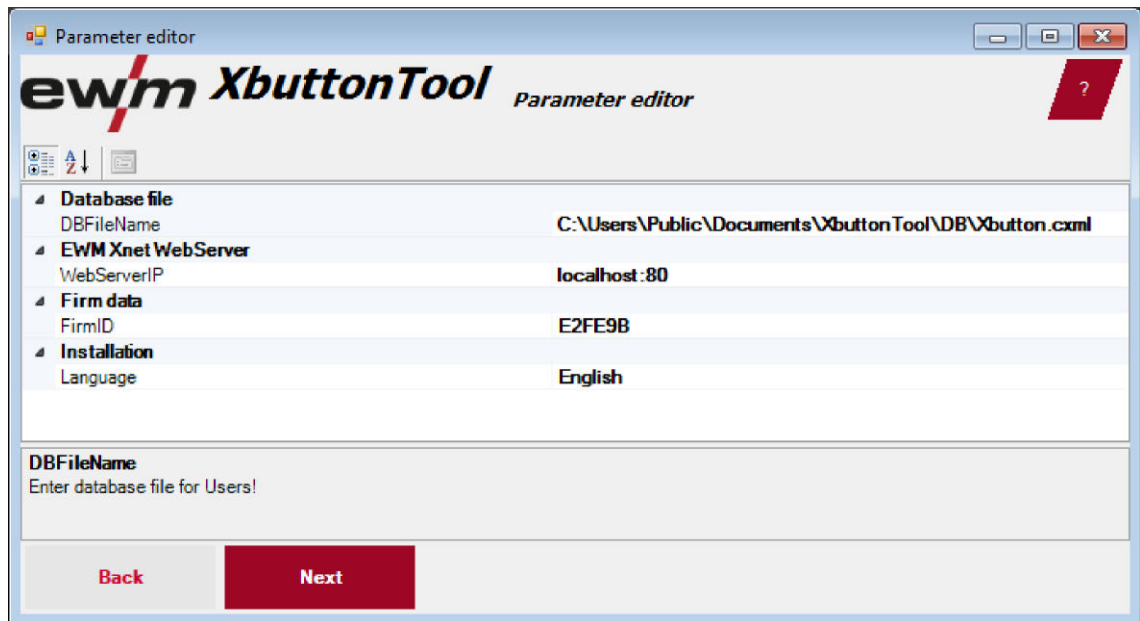 Parameter editor
ewm XbuttonTool Parameter editor ?
A
Z
Database file
DBFileName C:\Users\Public\Documents\XbuttonTool\DB\Xbutton.cxml
EWM Xnet WebServer
WebServerIP localhost:80
Firm data
FirmID E2FE9B
Installation
Language English
DBFileName
Enter database file for Users!
Back Next